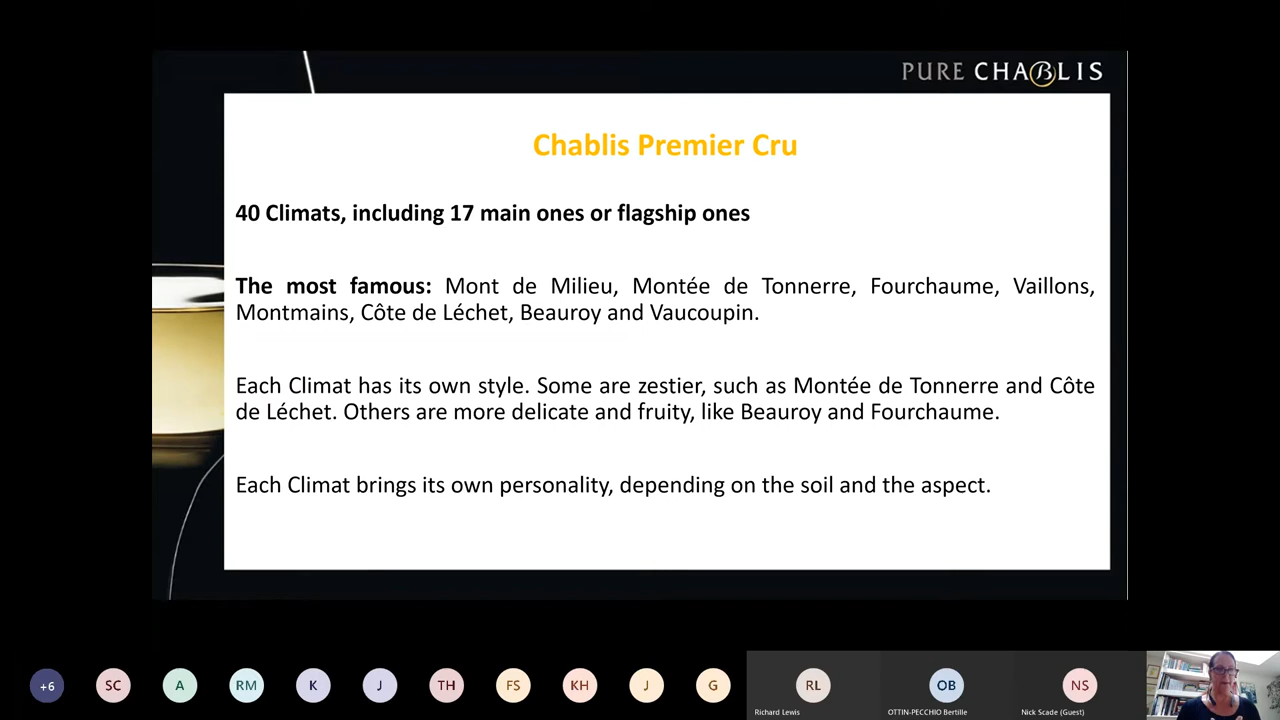 PURE CHABLIS
Chablis Premier Cru
40 Climats, including 17 main ones or flagship ones
The most famous: Mont de Milieu, Montée de Tonnerre, Fourchaume, Vaillons,
Montmains, Côte de Léchet, Beauroy and Vaucoupin.
Each Climat has its own style. Some are zestier, such as Montée de Tonnerre and Côte
de Léchet. Others are more delicate and fruity, like Beauroy and Fourchaume.
Each Climat brings its own personality, depending on the soil and the aspect.
+6 SC A RM K J TH FS KH J G RL OB NS
Richard Lewis OTTIN-PECCHIO Bertille Nick Scade (Guest)